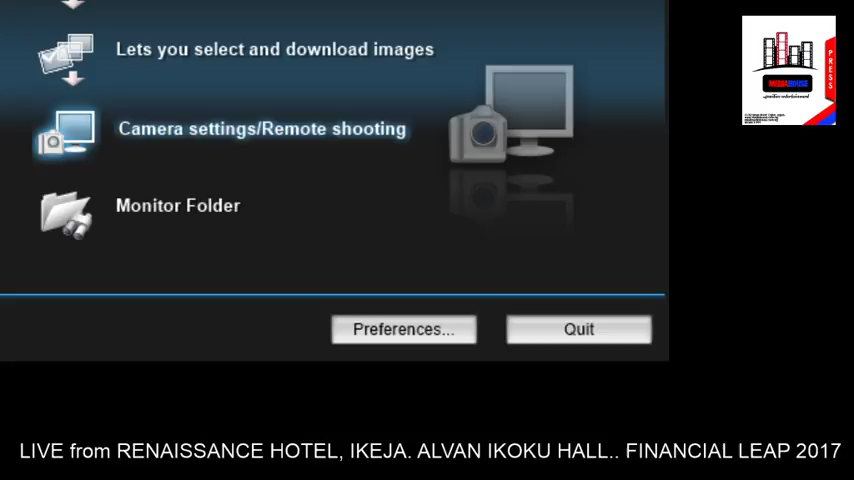 Lets you select and download images
Camera settings/Remote shooting
Monitor Folder
Preferences...
Quit
PRESS
LIVE from RENAISSANCE HOTEL, IKEJA. ALVAN IKOKU HALL.. FINANCIAL LEAP 2017